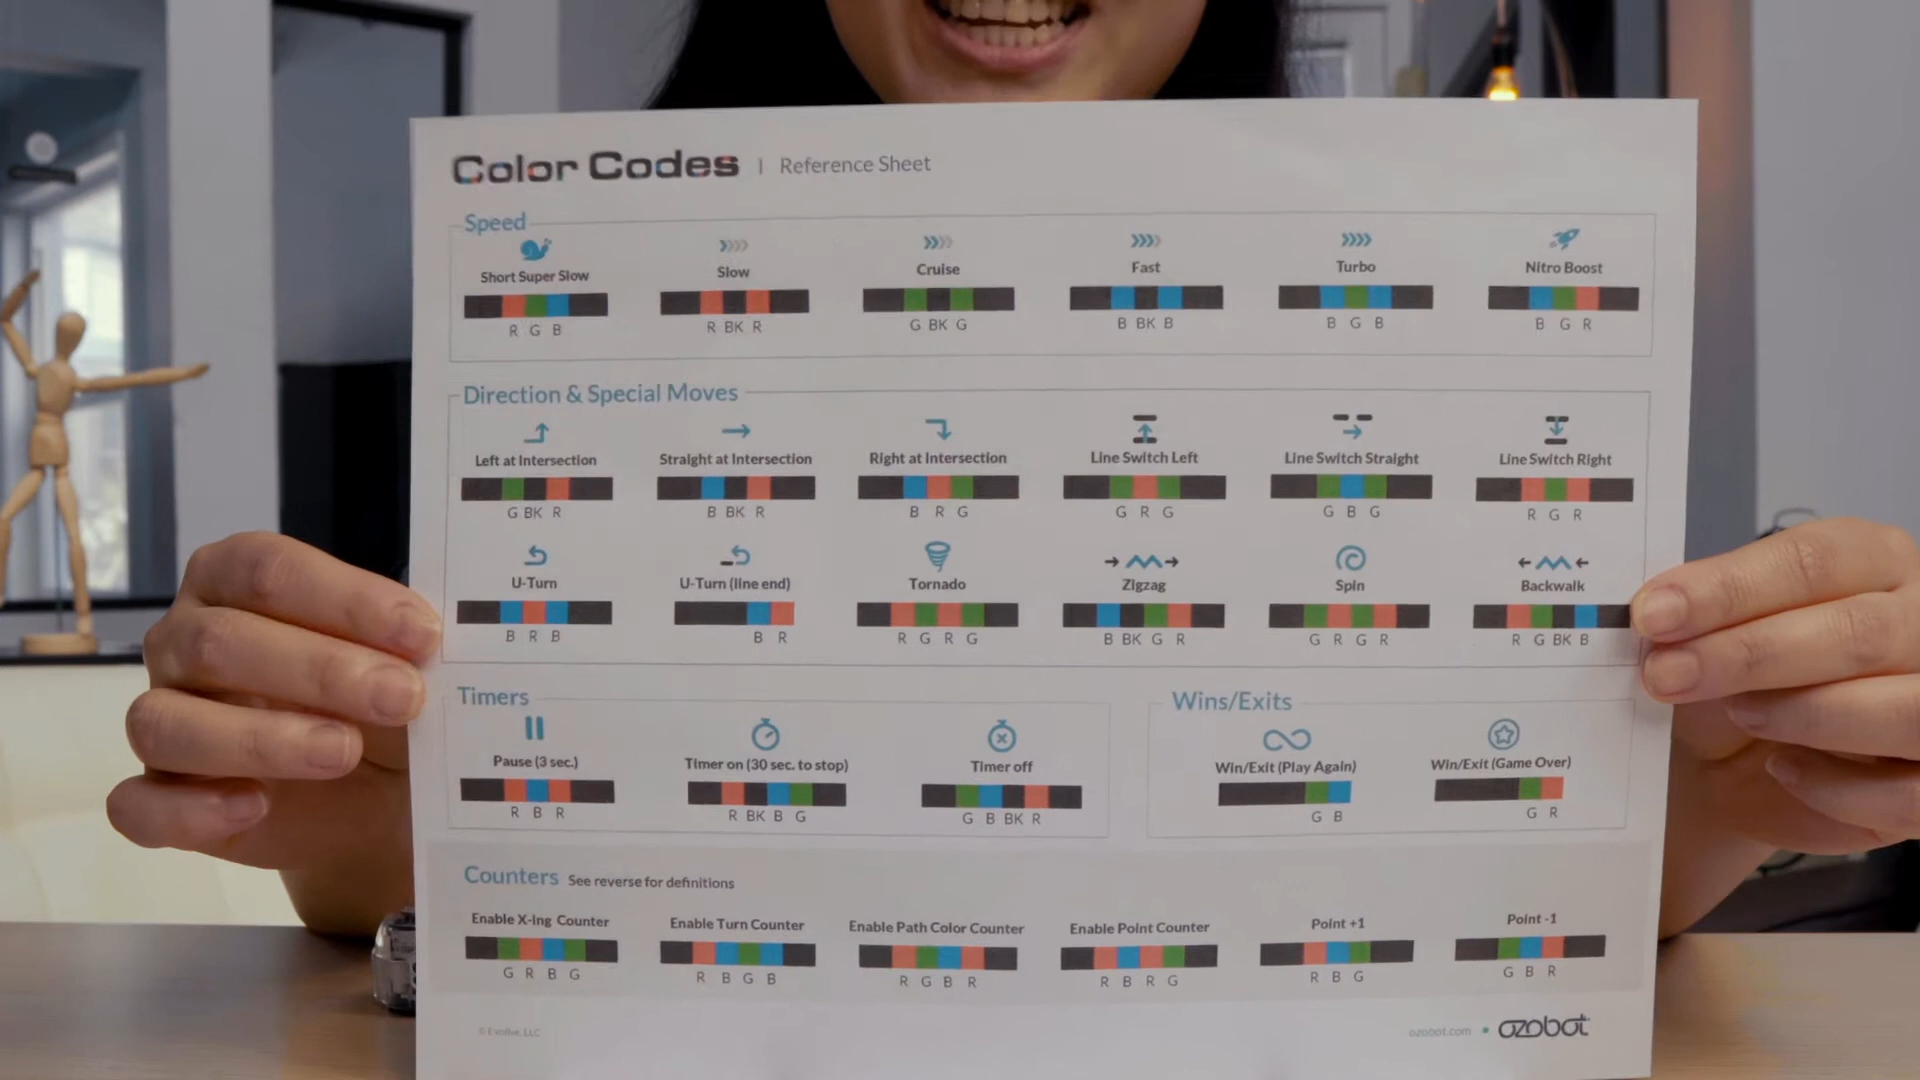 Color Codes | Reference Sheet
Speed
Short Super Slow
Slow
Cruise
Fast
Turbo
Nitro Boost
R G B
R BK R
G BK G
B BK B
B G B
B G R
Direction & Special Moves
Left at Intersection
Straight at Intersection
Right at Intersection
Line Switch Left
Line Switch Straight
Line Switch Right
G BK R
B BK R
B R G
G R G
G B G
R G R
U-Turn
U-Turn (line end)
Tornado
Zigzag
Spin
Backwalk
B R B
B R
R G R G
B BK G R
G R G R
R G BK B
Timers
Pause (3 sec.)
Timer on (30 sec. to stop)
Timer off
R B R
R BK B G
G B BK R
Wins/Exits
Win/Exit (Play Again)
Win/Exit (Game Over)
G B
G R
Counters See reverse for definitions
Enable X-ing Counter
Enable Turn Counter
Enable Path Color Counter
Enable Point Counter
Point +1
Point -1
G R B G
R B G B
R G B R
R B R G
R B G
G B R
© Evollve, LLC
ozobot.com • ozobot